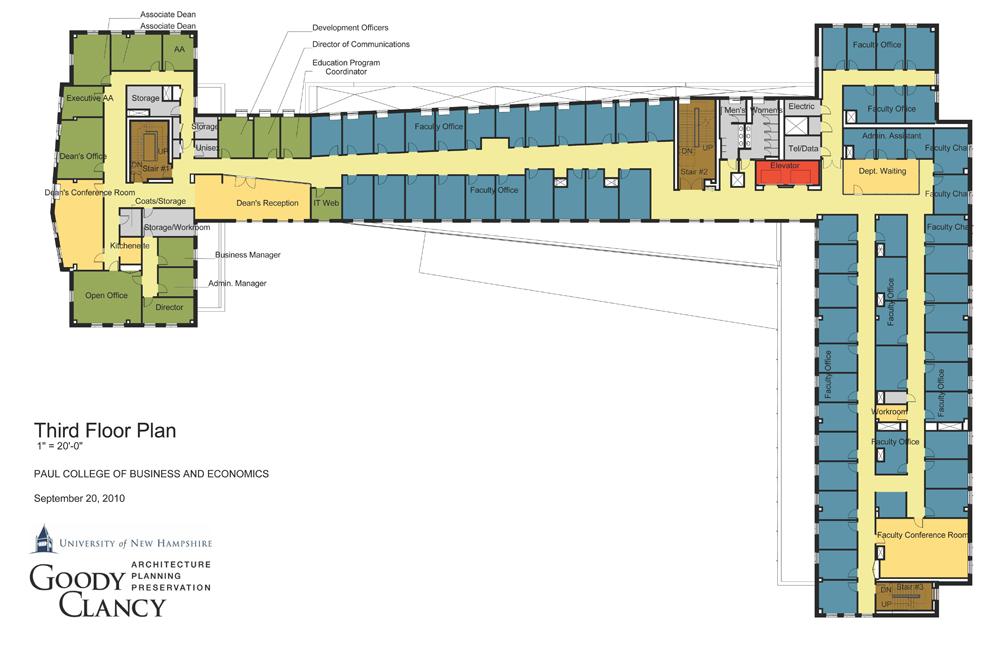 Associate Dean
Associate Dean
AA
Development Officers
Director of Communications
Education Program
Coordinator
Executive AA
Storage
Storage
Unisex
Dean's Office
DN
UP
Stair #1
Dean's Conference Room
Coats/Storage
Storage/Workroom
Kitchenette
Dean's Reception
IT Web
Business Manager
Admin. Manager
Open Office
Director
Faculty Office
Faculty Office
DN
UP
Stair #2
Men's
Women's
Electric
Tel/Data
Elevator
Faculty Office
Faculty Office
Admin. Assistant
Faculty Chair
Dept. Waiting
Faculty Chair
Faculty Chair
Faculty Office
Faculty Office
Faculty Office
Workroom
Faculty Office
Faculty Conference Room
DN
Stair #3
UP
Third Floor Plan
1" = 20'-0"
PAUL COLLEGE OF BUSINESS AND ECONOMICS
September 20, 2010
UNIVERSITY of NEW HAMPSHIRE
GOODY
CLANCY
ARCHITECTURE
PLANNING
PRESERVATION